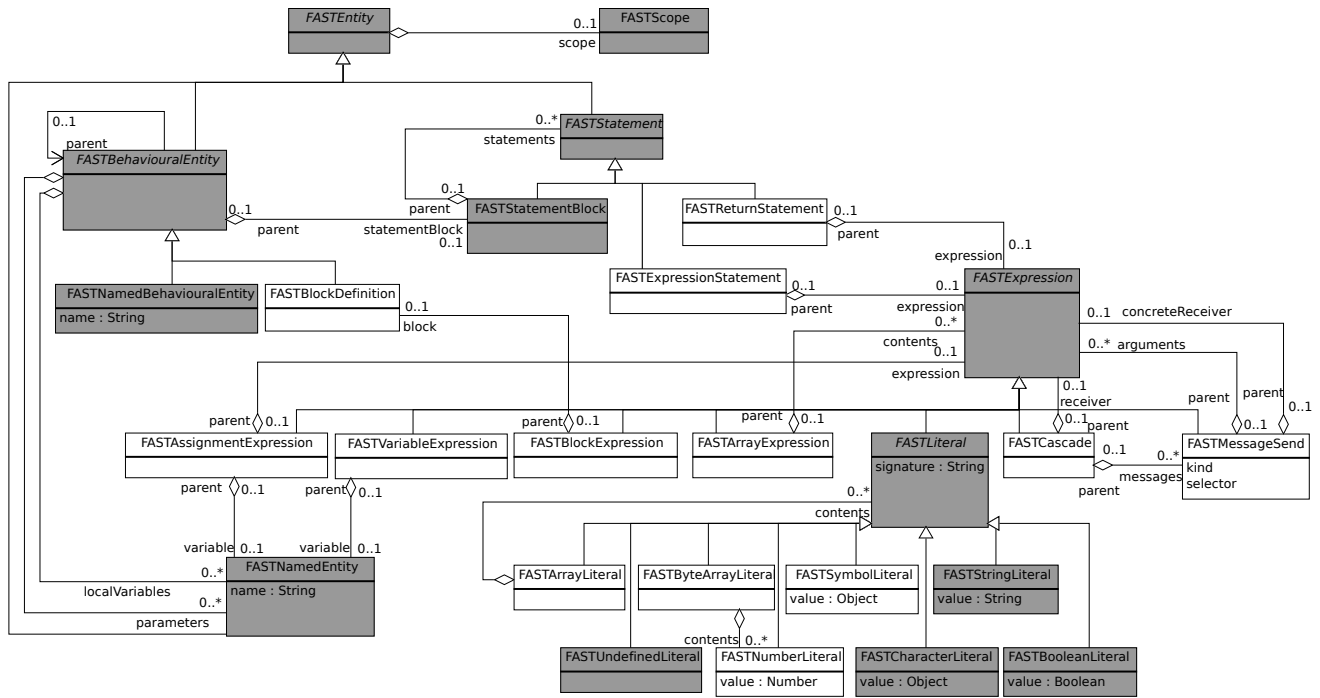 FASTEntity
0..1
FASTScope
scope
0..1
parent
0..*
FASTStatement
statements
FASTBehaviouralEntity
0..1
parent
0..1
parent
FASTStatementBlock
statementBlock
0..1
FASTReturnStatement
0..1
parent
0..1
expression
FASTNamedBehaviouralEntity
name : String
FASTBlockDefinition
0..1
block
FASTExpressionStatement
0..1
parent
0..1
expression
FASTExpression
0..*
contents
0..1
expression
0..1
concreteReceiver
0..*
arguments
0..1
receiver
parent
0..1
parent
0..1
parent
0..1
parent
0..1
parent
0..1
parent
0..1
parent
0..1
FASTAssignmentExpression
FASTVariableExpression
FASTBlockExpression
FASTArrayExpression
FASTLiteral
signature : String
FASTCascade
0..1
parent
0..*
messages
FASTMessageSend
kind
selector
parent
0..1
parent
0..1
0..*
contents
variable
0..1
variable
0..1
FASTNamedEntity
name : String
0..*
localVariables
0..*
parameters
FASTArrayLiteral
FASTByteArrayLiteral
FASTSymbolLiteral
value : Object
FASTStringLiteral
value : String
contents
0..*
FASTUndefinedLiteral
FASTNumberLiteral
value : Number
FASTCharacterLiteral
value : Object
FASTBooleanLiteral
value : Boolean